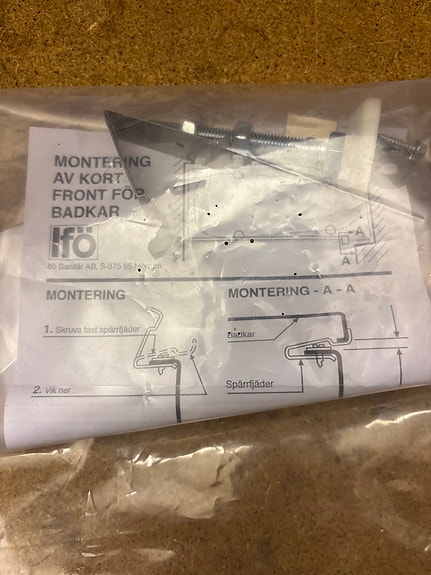 MONTERING
AV KORT
FRONT FÖR
BADKAR
Ifö
Ifö Sanitär AB, S-375 85 Mörrum
A
A
MONTERING
1. Skruva fast spärrfjäder
2. Vik ner
MONTERING - A - A
Badkar
Spärrfjäder